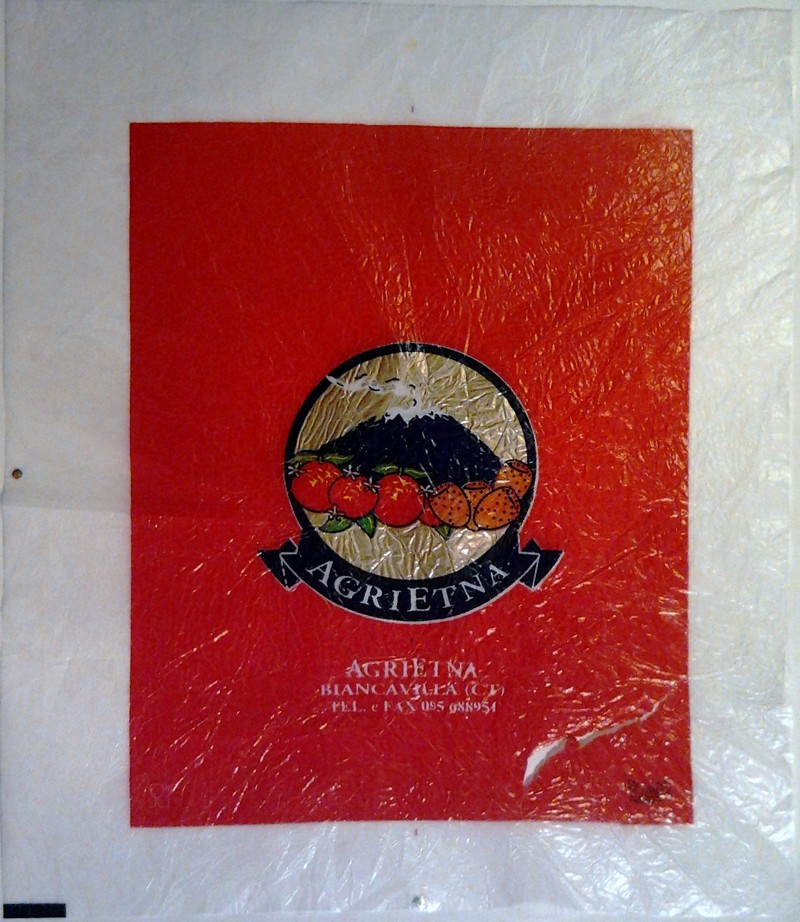 AGRIETNA
AGRIETNA
BIANCAVILLA (CT)
TEL. e FAX 095 988951